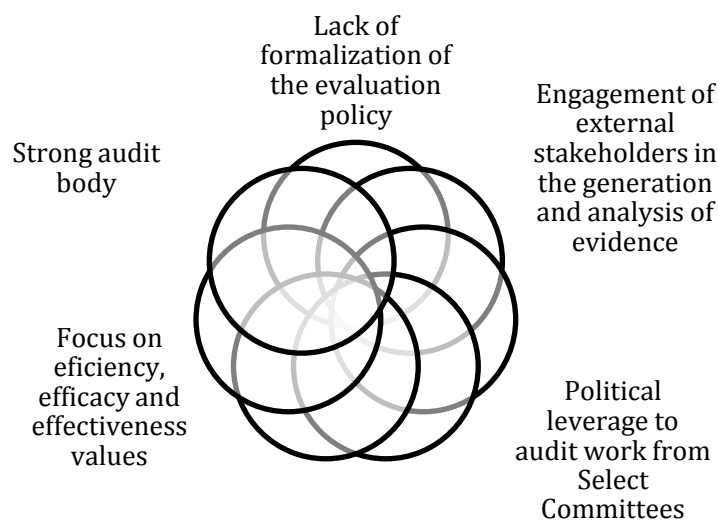 Lack of
formalization of
the evaluation
policy
Engagement of
external
stakeholders in
the generation
and analysis of
evidence
Political
leverage to
audit work from
Select
Committees
Focus on
eficiency,
efficacy and
effectiveness
values
Strong audit
body